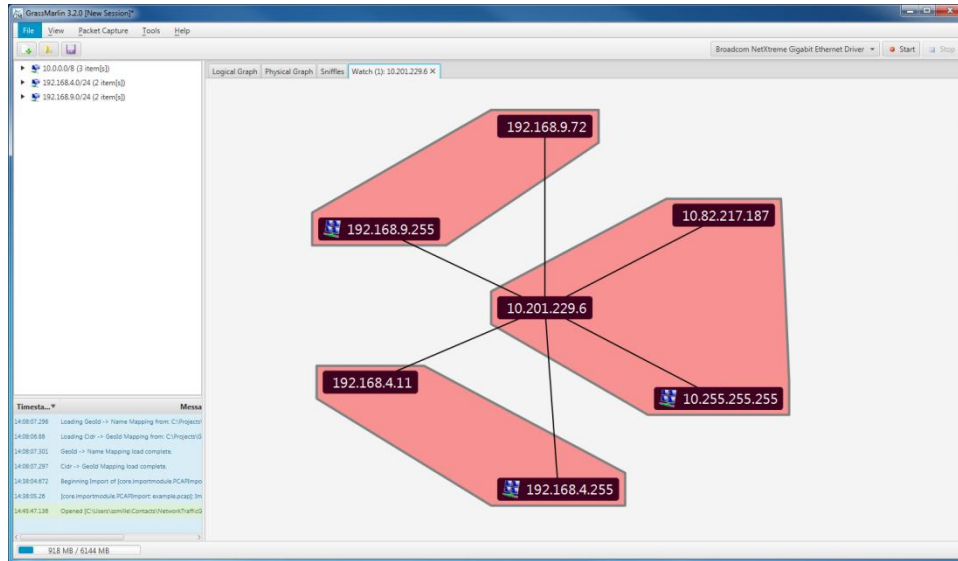 GrassMarlin 3.2.0 [New Session]*
File View Packet Capture Tools Help
Broadcom NetXtreme Gigabit Ethernet Driver Start Stop
10.0.0.0/8 (3 item[s])
192.168.4.0/24 (2 item[s])
192.168.9.0/24 (2 item[s])
Logical Graph Physical Graph Sniffles Watch (1): 10.201.229.6 X
192.168.9.72
192.168.9.255
10.82.217.187
10.201.229.6
192.168.4.11
10.255.255.255
192.168.4.255
Timesta... Messa
14:08:07.296 Loading GeoId -> Name Mapping from: C:\Projects\
14:08:06.88 Loading Cidr -> GeoId Mapping from: C:\Projects\G
14:08:07.301 GeoId -> Name Mapping load complete.
14:08:07.297 Cidr -> GeoId Mapping load complete.
14:38:04.672 Beginning Import of [core.importmodule.PCAPImpo
14:38:05.26 [core.importmodule.PCAPImport: example.pcap]: Im
14:40:47.136 Opened
918 MB / 6144 MB